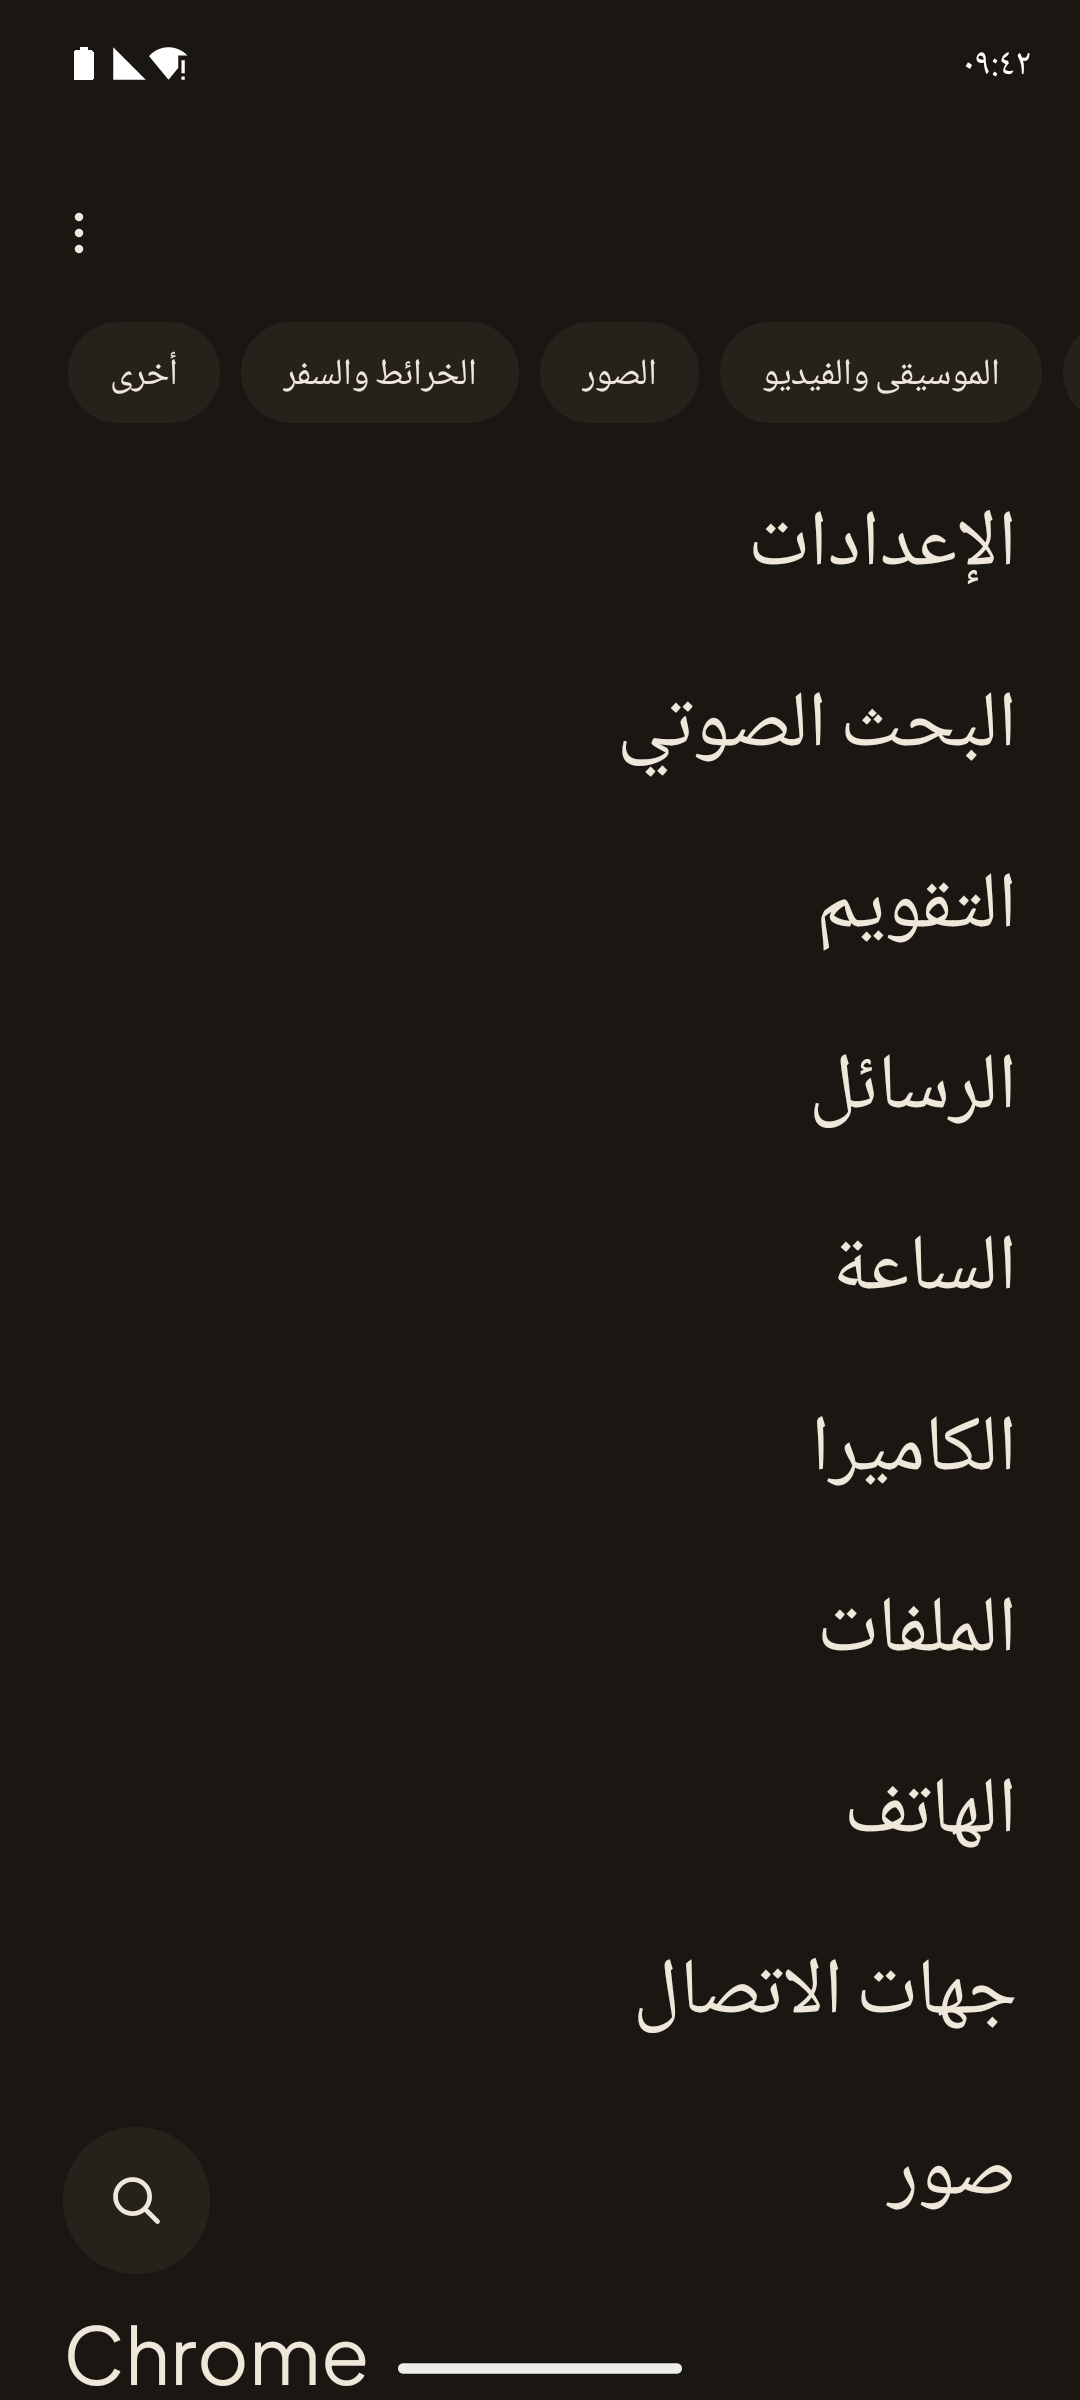 ٠٩:٤٢
الموسيقى والفيديو
الصور
الخرائط والسفر
أخرى
الإعدادات
البحث الصوتي
التقويم
الرسائل
الساعة
الكاميرا
الملفات
الهاتف
جهات الاتصال
صور
Chrome